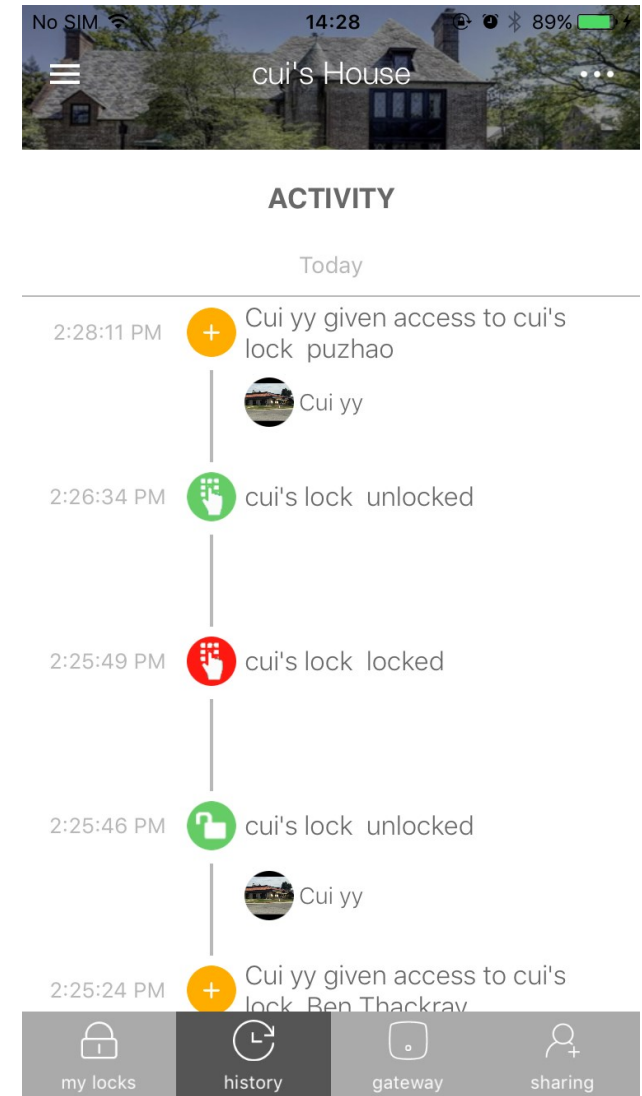 No SIM 14:28 89%
cui's House
ACTIVITY
Today
2:28:11 PM Cui yy given access to cui's
lock puzhao
Cui yy
2:26:34 PM cui's lock unlocked
2:25:49 PM cui's lock locked
2:25:46 PM cui's lock unlocked
Cui yy
2:25:24 PM Cui yy given access to cui's
lock Ben Thackray
my locks history gateway sharing